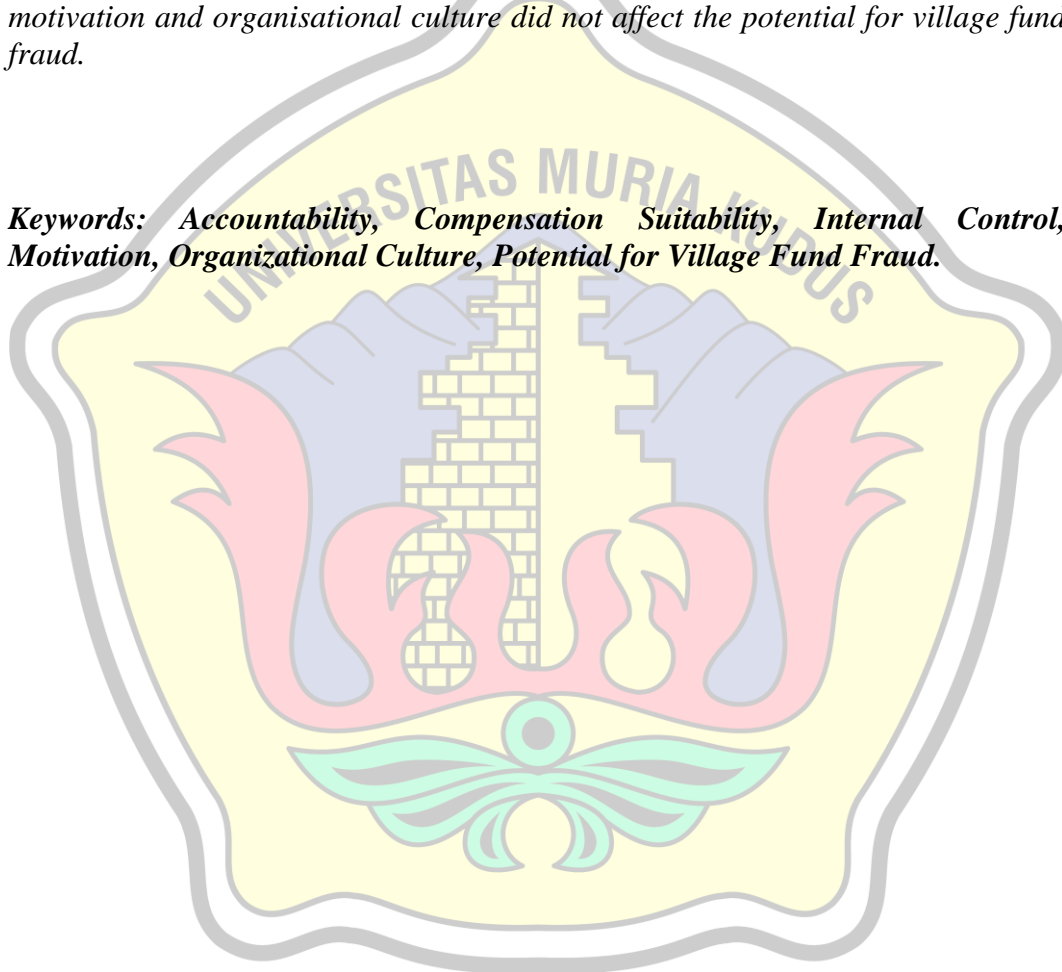 motivation and organisational culture did not affect the potential for village fund
fraud.
UNIVERSITAS MURIA KUDUS
Keywords: Accountability, Compensation Suitability, Internal Control,
Motivation, Organizational Culture, Potential for Village Fund Fraud.